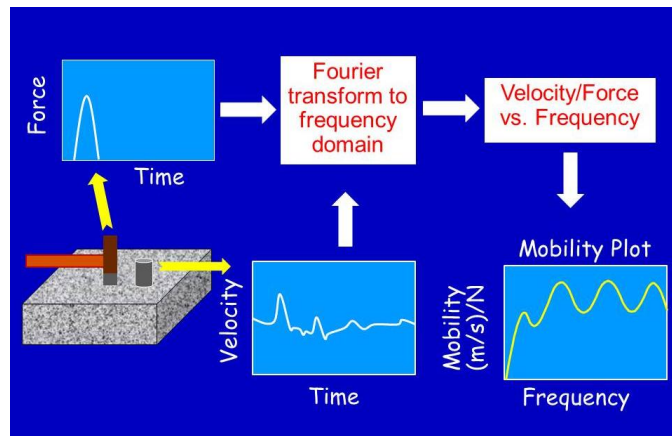 Force
Time
Fourier
transform to
frequency
domain
Velocity/Force
vs. Frequency
Velocity
Time
Mobility Plot
Mobility
(m/s)/N
Frequency